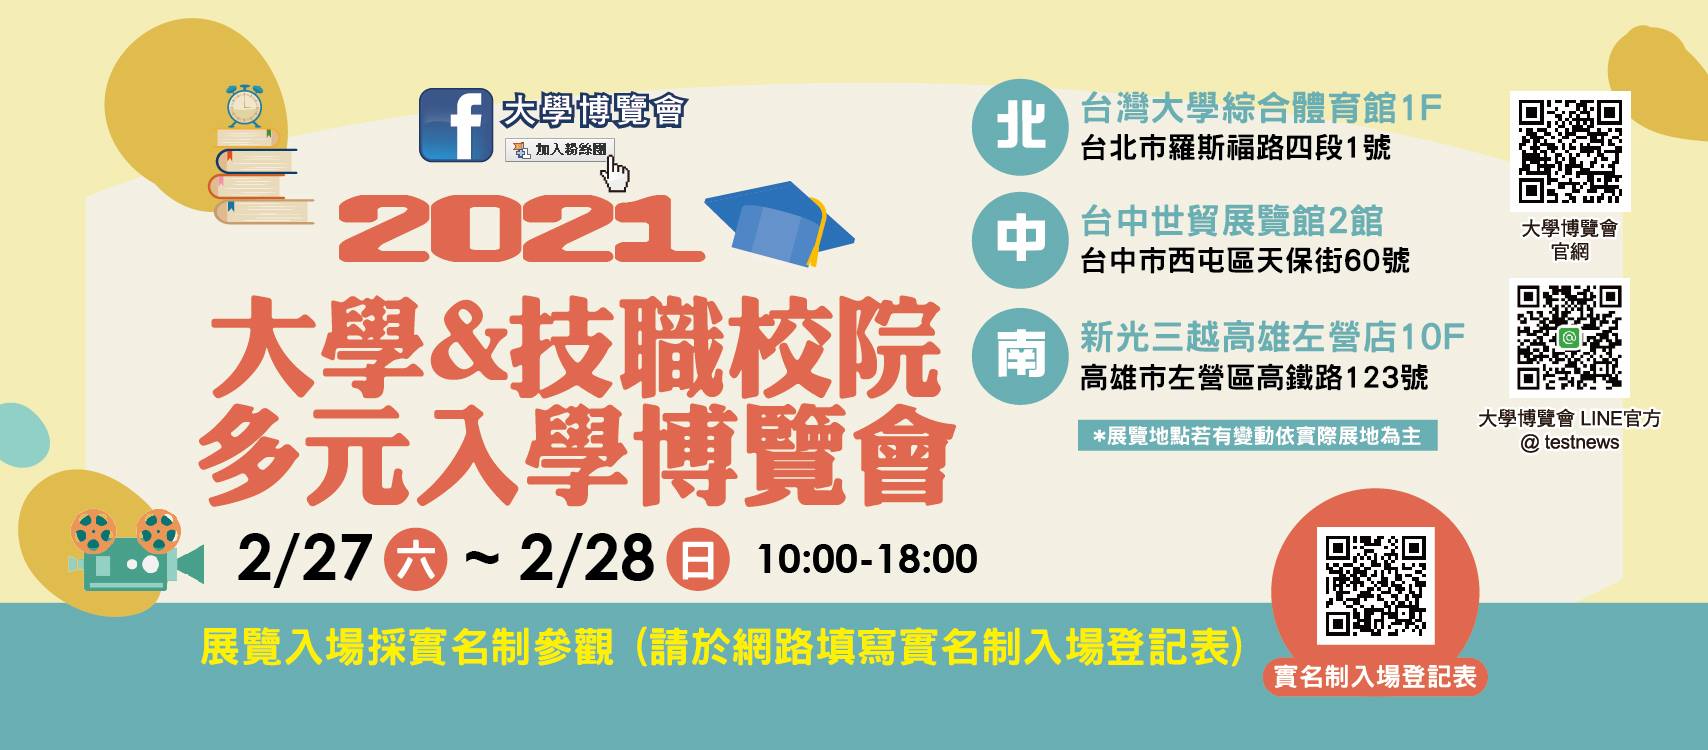 大學博覽會
加入粉絲團
2021
大學&技職校院
多元入學博覽會
2/27 六 ~ 2/28 日 10:00-18:00
北 台灣大學綜合體育館1F
台北市羅斯福路四段1號
中 台中世貿展覽館2館
台中市西屯區天保街60號
南 新光三越高雄左營店10F
高雄市左營區高鐵路123號
*展覽地點若有變動依實際展地為主
大學博覽會
官網
大學博覽會 LINE官方
@ testnews
展覽入場採實名制參觀 (請於網路填寫實名制入場登記表)
實名制入場登記表